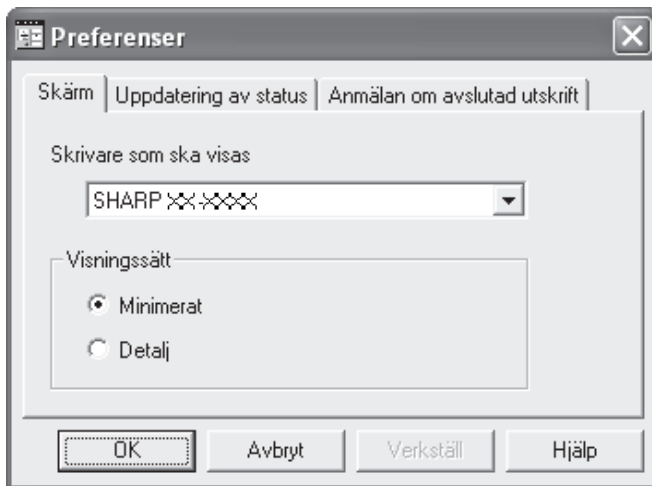 Preferenser
Skärm Uppdatering av status Anmälan om avslutad utskrift
Skrivare som ska visas
SHARP XX-XXXX
Visningssätt
Minimerat
Detalj
OK Avbryt Verkställ Hjälp